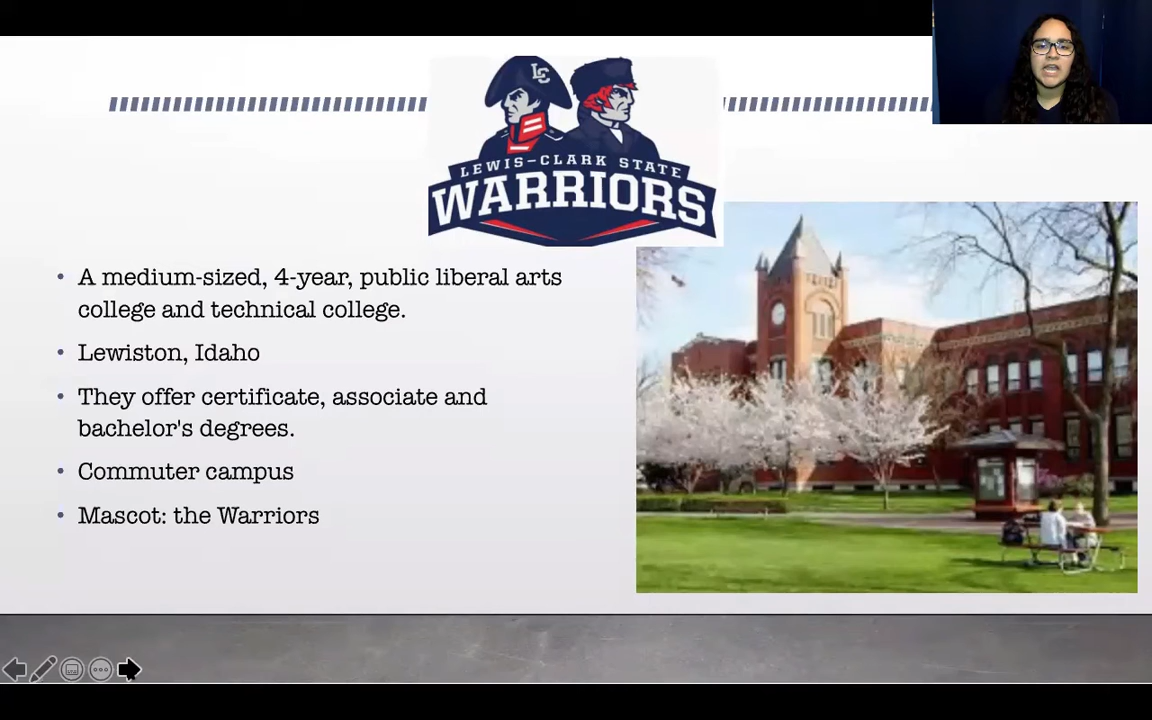 LC
LEWIS-CLARK STATE
WARRIORS
• A medium-sized, 4-year, public liberal arts
college and technical college.
• Lewiston, Idaho
• They offer certificate, associate and
bachelor's degrees.
• Commuter campus
• Mascot: the Warriors